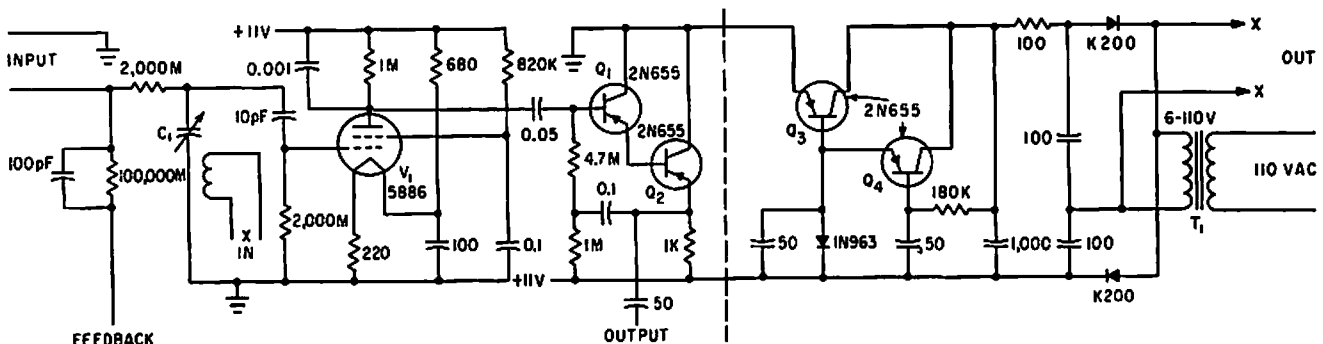 INPUT
2,000M
C1
10pF
100pF
100,000M
2,000M
X
IN
FEEDBACK
+11V
0.001
1M
680
820K
V1
5886
220
100
0.1
0.05
Q1
2N655
2N655
Q2
4.7M
0.1
1M
1K
+11V
50
OUTPUT
Q3
2N655
Q4
180K
50
1N963
50
1,000
100
K200
100
100
K200
X
OUT
X
6-110V
110 VAC
T1